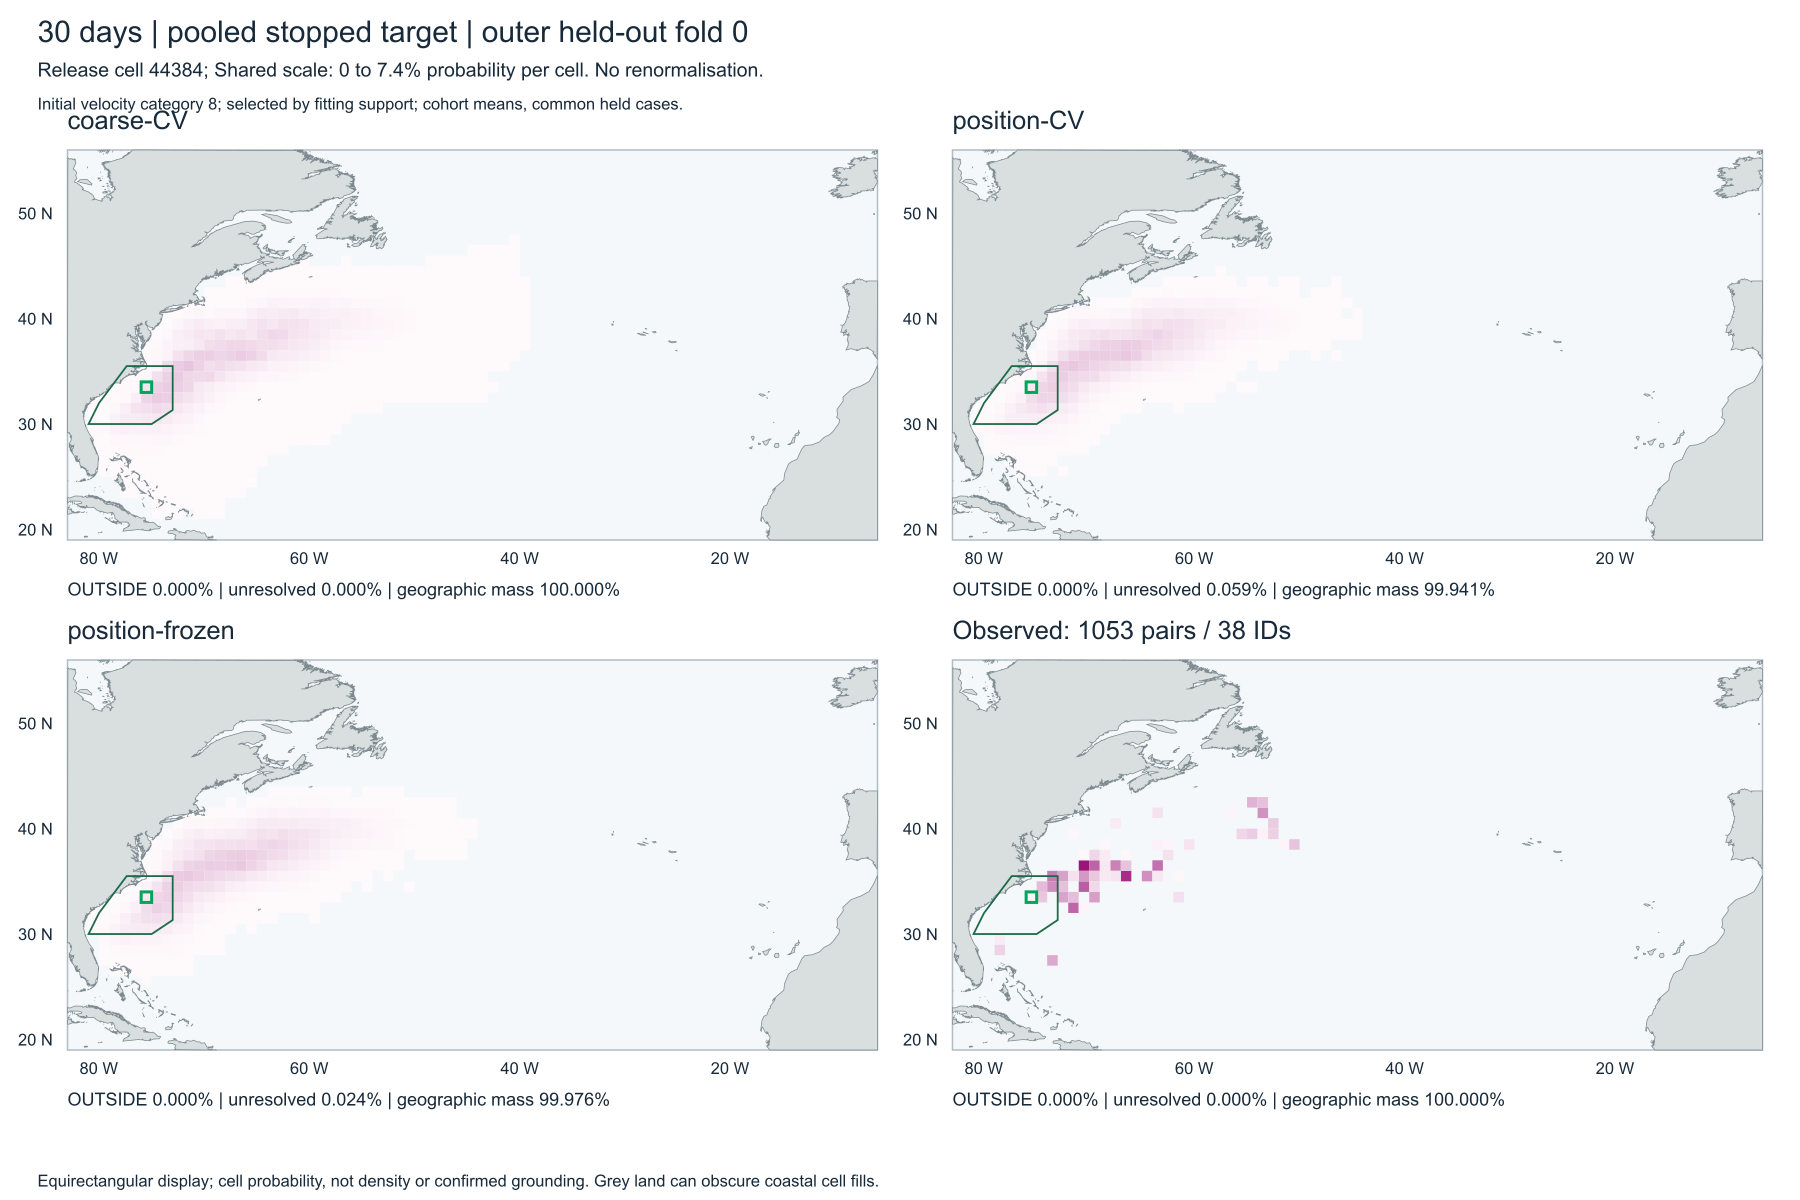 30 days | pooled stopped target | outer held-out fold 0
Release cell 44384; Shared scale: 0 to 7.4% probability per cell. No renormalisation.
Initial velocity category 8; selected by fitting support; cohort means, common held cases.
coarse-CV
position-CV
50 N
40 N
30 N
20 N
80 W
60 W
40 W
20 W
50 N
40 N
30 N
20 N
80 W
60 W
40 W
20 W
OUTSIDE 0.000% | unresolved 0.000% | geographic mass 100.000%
OUTSIDE 0.000% | unresolved 0.059% | geographic mass 99.941%
position-frozen
Observed: 1053 pairs / 38 IDs
50 N
40 N
30 N
20 N
80 W
60 W
40 W
20 W
50 N
40 N
30 N
20 N
80 W
60 W
40 W
20 W
OUTSIDE 0.000% | unresolved 0.024% | geographic mass 99.976%
OUTSIDE 0.000% | unresolved 0.000% | geographic mass 100.000%
Equirectangular display; cell probability, not density or confirmed grounding. Grey land can obscure coastal cell fills.